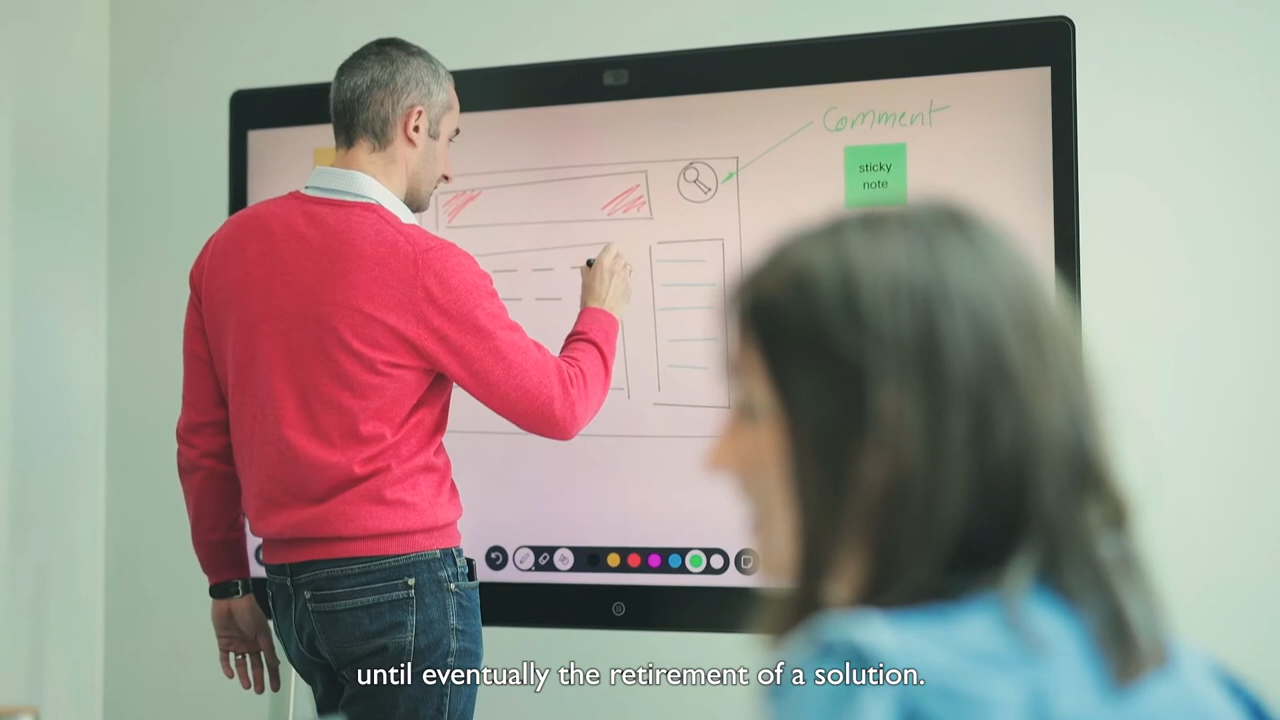 Comment
sticky
note
until eventually the retirement of a solution.